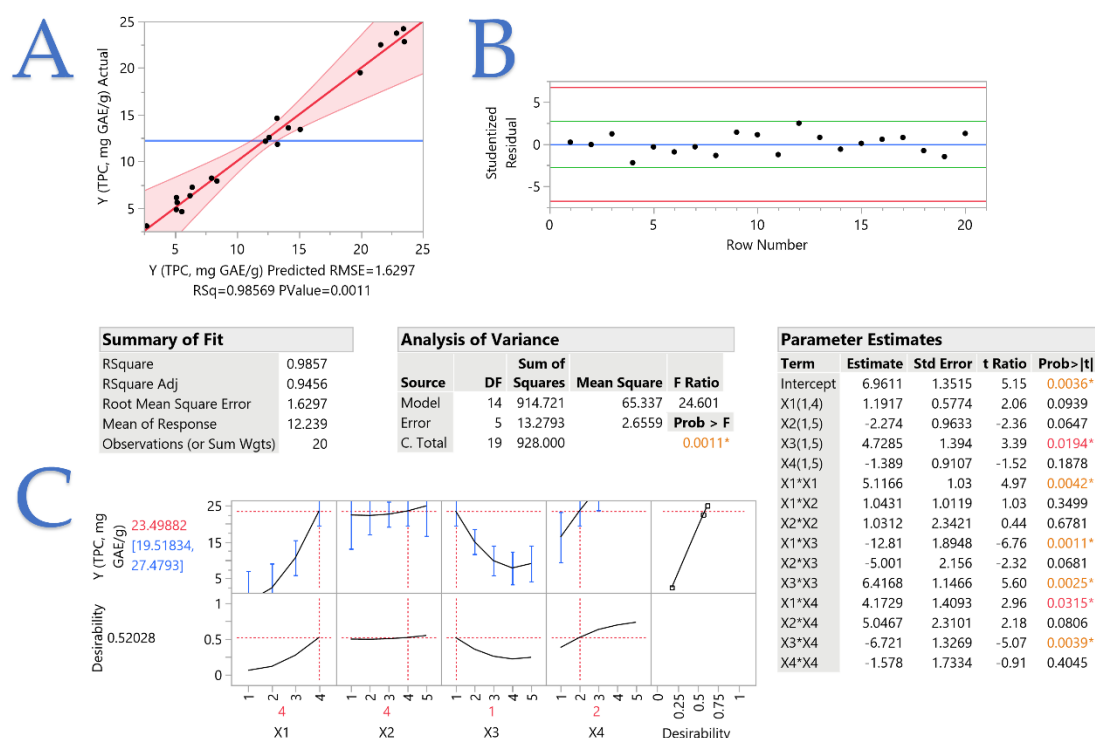 A
25
20
15
10
5
Y (TPC, mg GAE/g) Actual
5
10
15
20
25
Y (TPC, mg GAE/g) Predicted RMSE=1.6297
RSq=0.98569 PValue=0.0011
B
5
0
-5
Studentized
Residual
0
5
10
15
20
Row Number
Summary of Fit
RSquare 0.9857
RSquare Adj 0.9456
Root Mean Square Error 1.6297
Mean of Response 12.239
Observations (or Sum Wgts) 20
Analysis of Variance
Sum of
Source DF Squares Mean Square F Ratio
Model 14 914.721 65.337 24.601
Error 5 13.2793 2.6559 Prob > F
C. Total 19 928.000 0.0011*
Parameter Estimates
Term Estimate Std Error t Ratio Prob>|t|
Intercept 6.9611 1.3515 5.15 0.0036*
X1(1,4) 1.1917 0.5774 2.06 0.0939
X2(1,5) -2.274 0.9633 -2.36 0.0647
X3(1,5) 4.7285 1.394 3.39 0.0194*
X4(1,5) -1.389 0.9107 -1.52 0.1878
X1*X1 5.1166 1.03 4.97 0.0042*
X1*X2 1.0431 1.0119 1.03 0.3499
X2*X2 1.0312 2.3421 0.44 0.6781
X1*X3 -12.81 1.8948 -6.76 0.0011*
X2*X3 -5.001 2.156 -2.32 0.0681
X3*X3 6.4168 1.1466 5.60 0.0025*
X1*X4 4.1729 1.4093 2.96 0.0315*
X2*X4 5.0467 2.3101 2.18 0.0806
X3*X4 -6.721 1.3269 -5.07 0.0039*
X4*X4 -1.578 1.7334 -0.91 0.4045
C
Y (TPC, mg
GAE/g)
23.49882
[19.51834,
27.4793]
25
15
5
Desirability
0.52028
1
0.5
0
1 2 3 4
1 2 3 4 5
1 2 3 4 5
1 2 3 4 5
0 0.25 0.5 0.75 1
4 4 1 2
X1 X2 X3 X4 Desirability